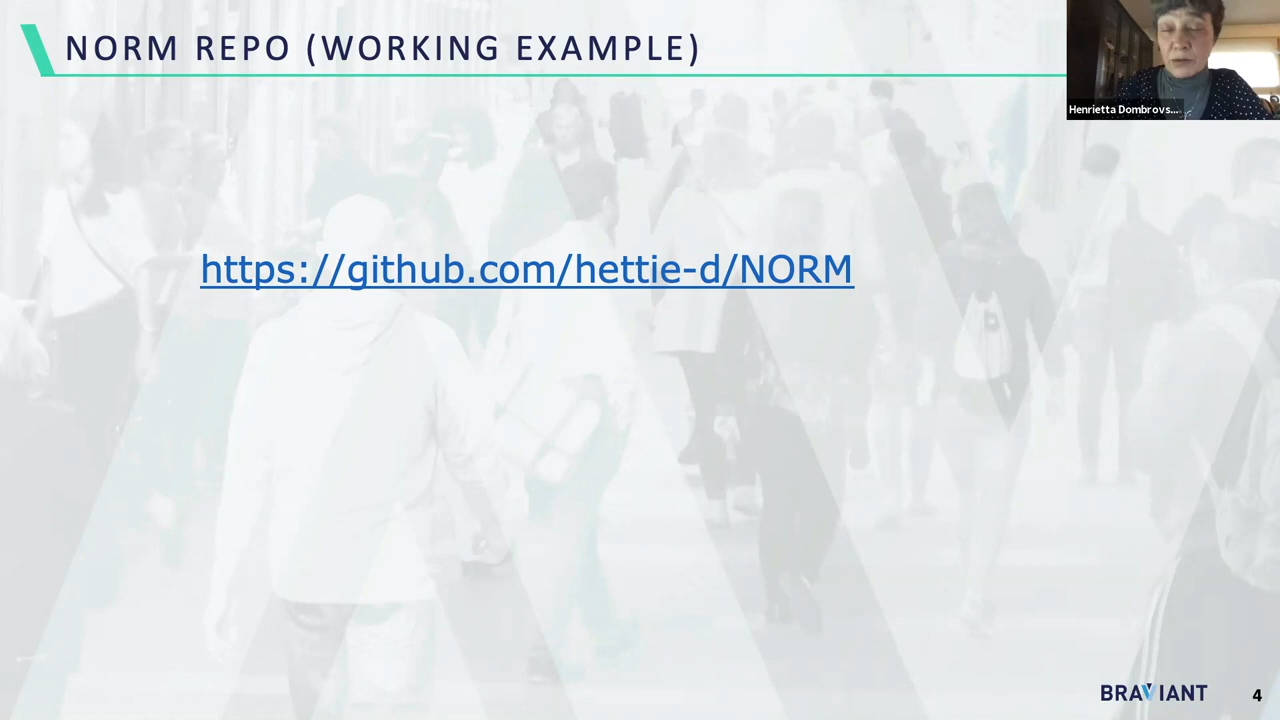 NORM REPO (WORKING EXAMPLE)
Henrietta Dombrovs...
https://github.com/hettie-d/NORM
BRAVIANT
4